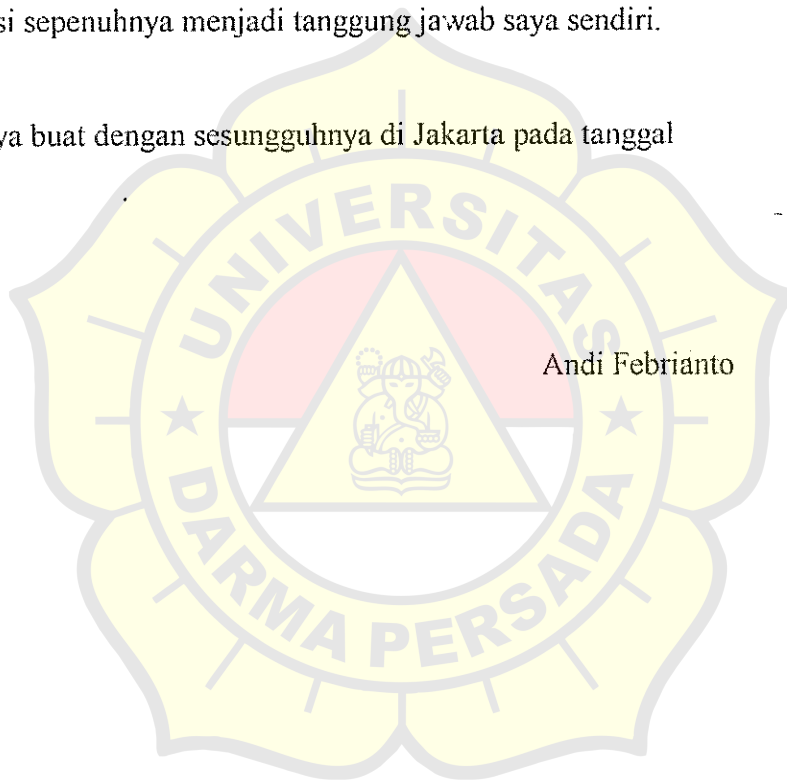 si sepenuhnya menjadi tanggung jawab saya sendiri.
ya buat dengan sesungguhnya di Jakarta pada tanggal
UNIVERSITAS
Andi Febrianto
DARMA PERSADA